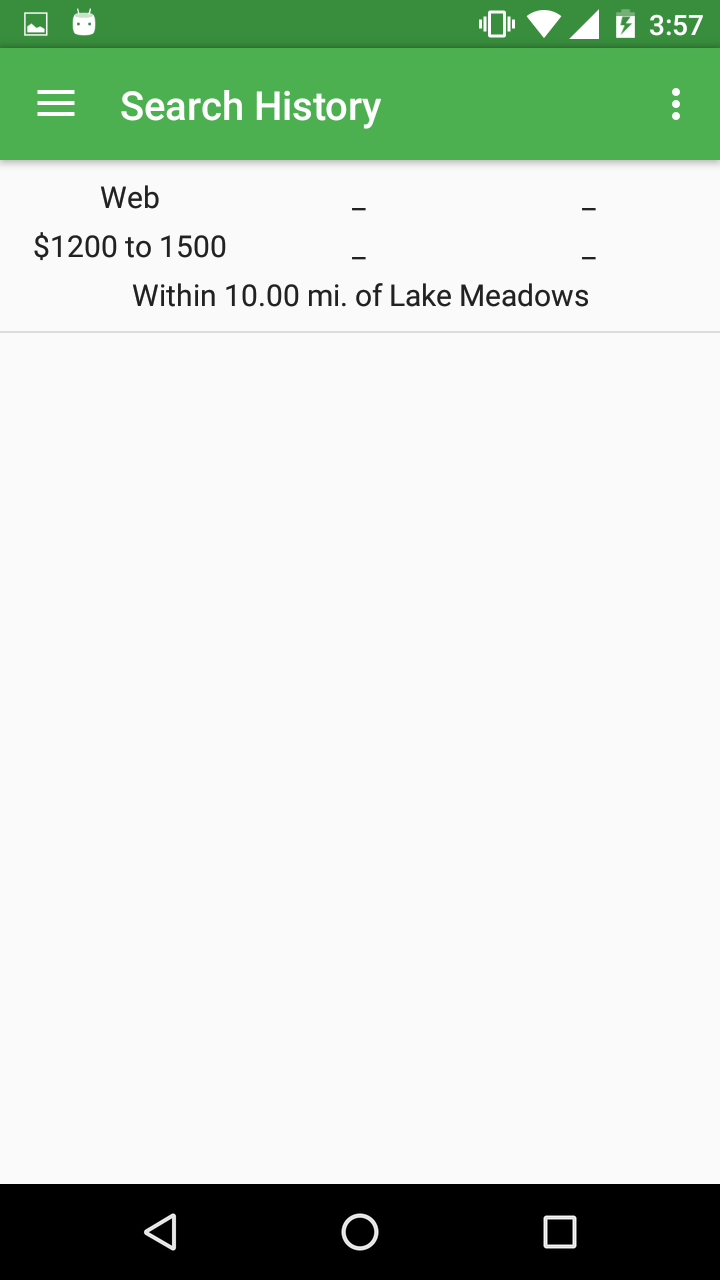 3:57
Search History
Web _ _
$1200 to 1500 _ _
Within 10.00 mi. of Lake Meadows